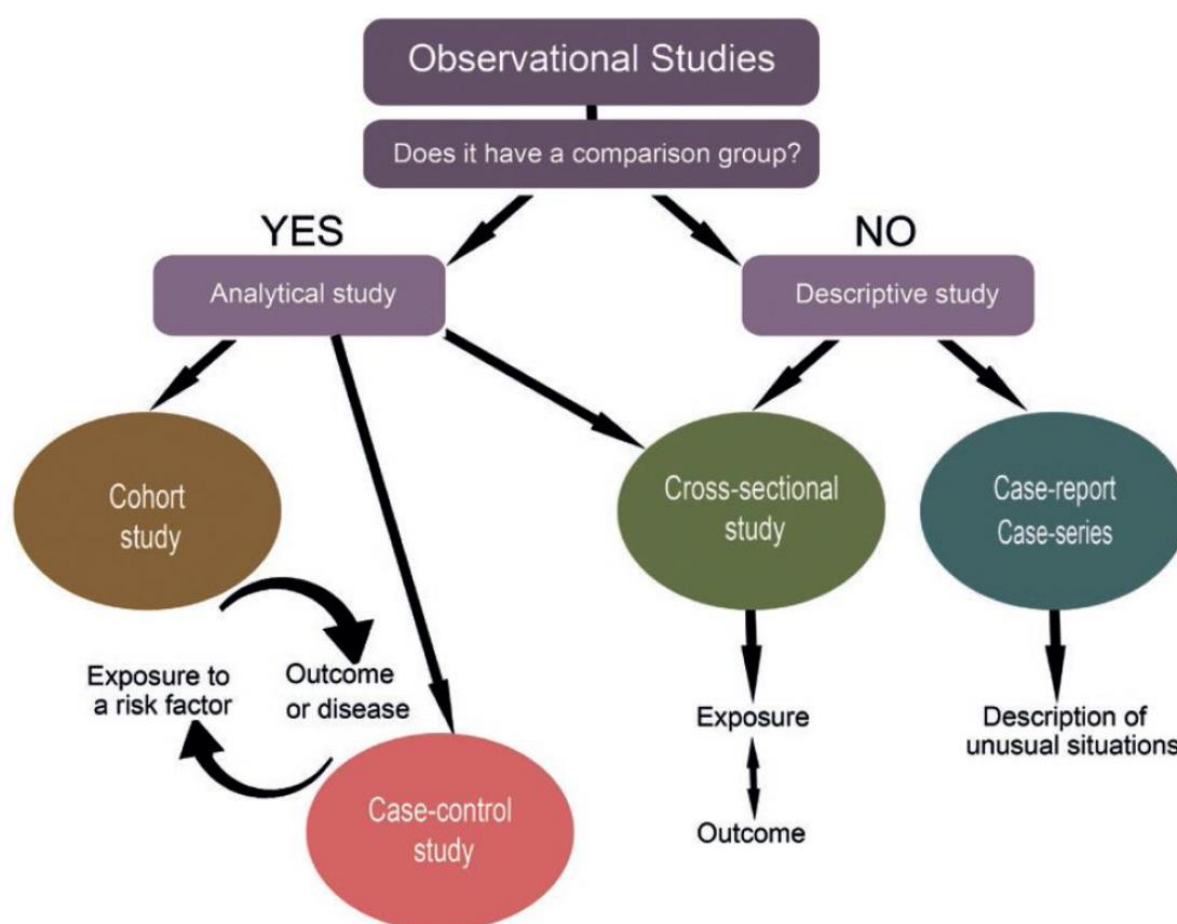 Observational Studies
Does it have a comparison group?
YES
NO
Analytical study
Descriptive study
Cohort
study
Cross-sectional
study
Case-report
Case-series
Exposure to
a risk factor
Outcome
or disease
Exposure
Outcome
Description of
unusual situations
Case-control
study